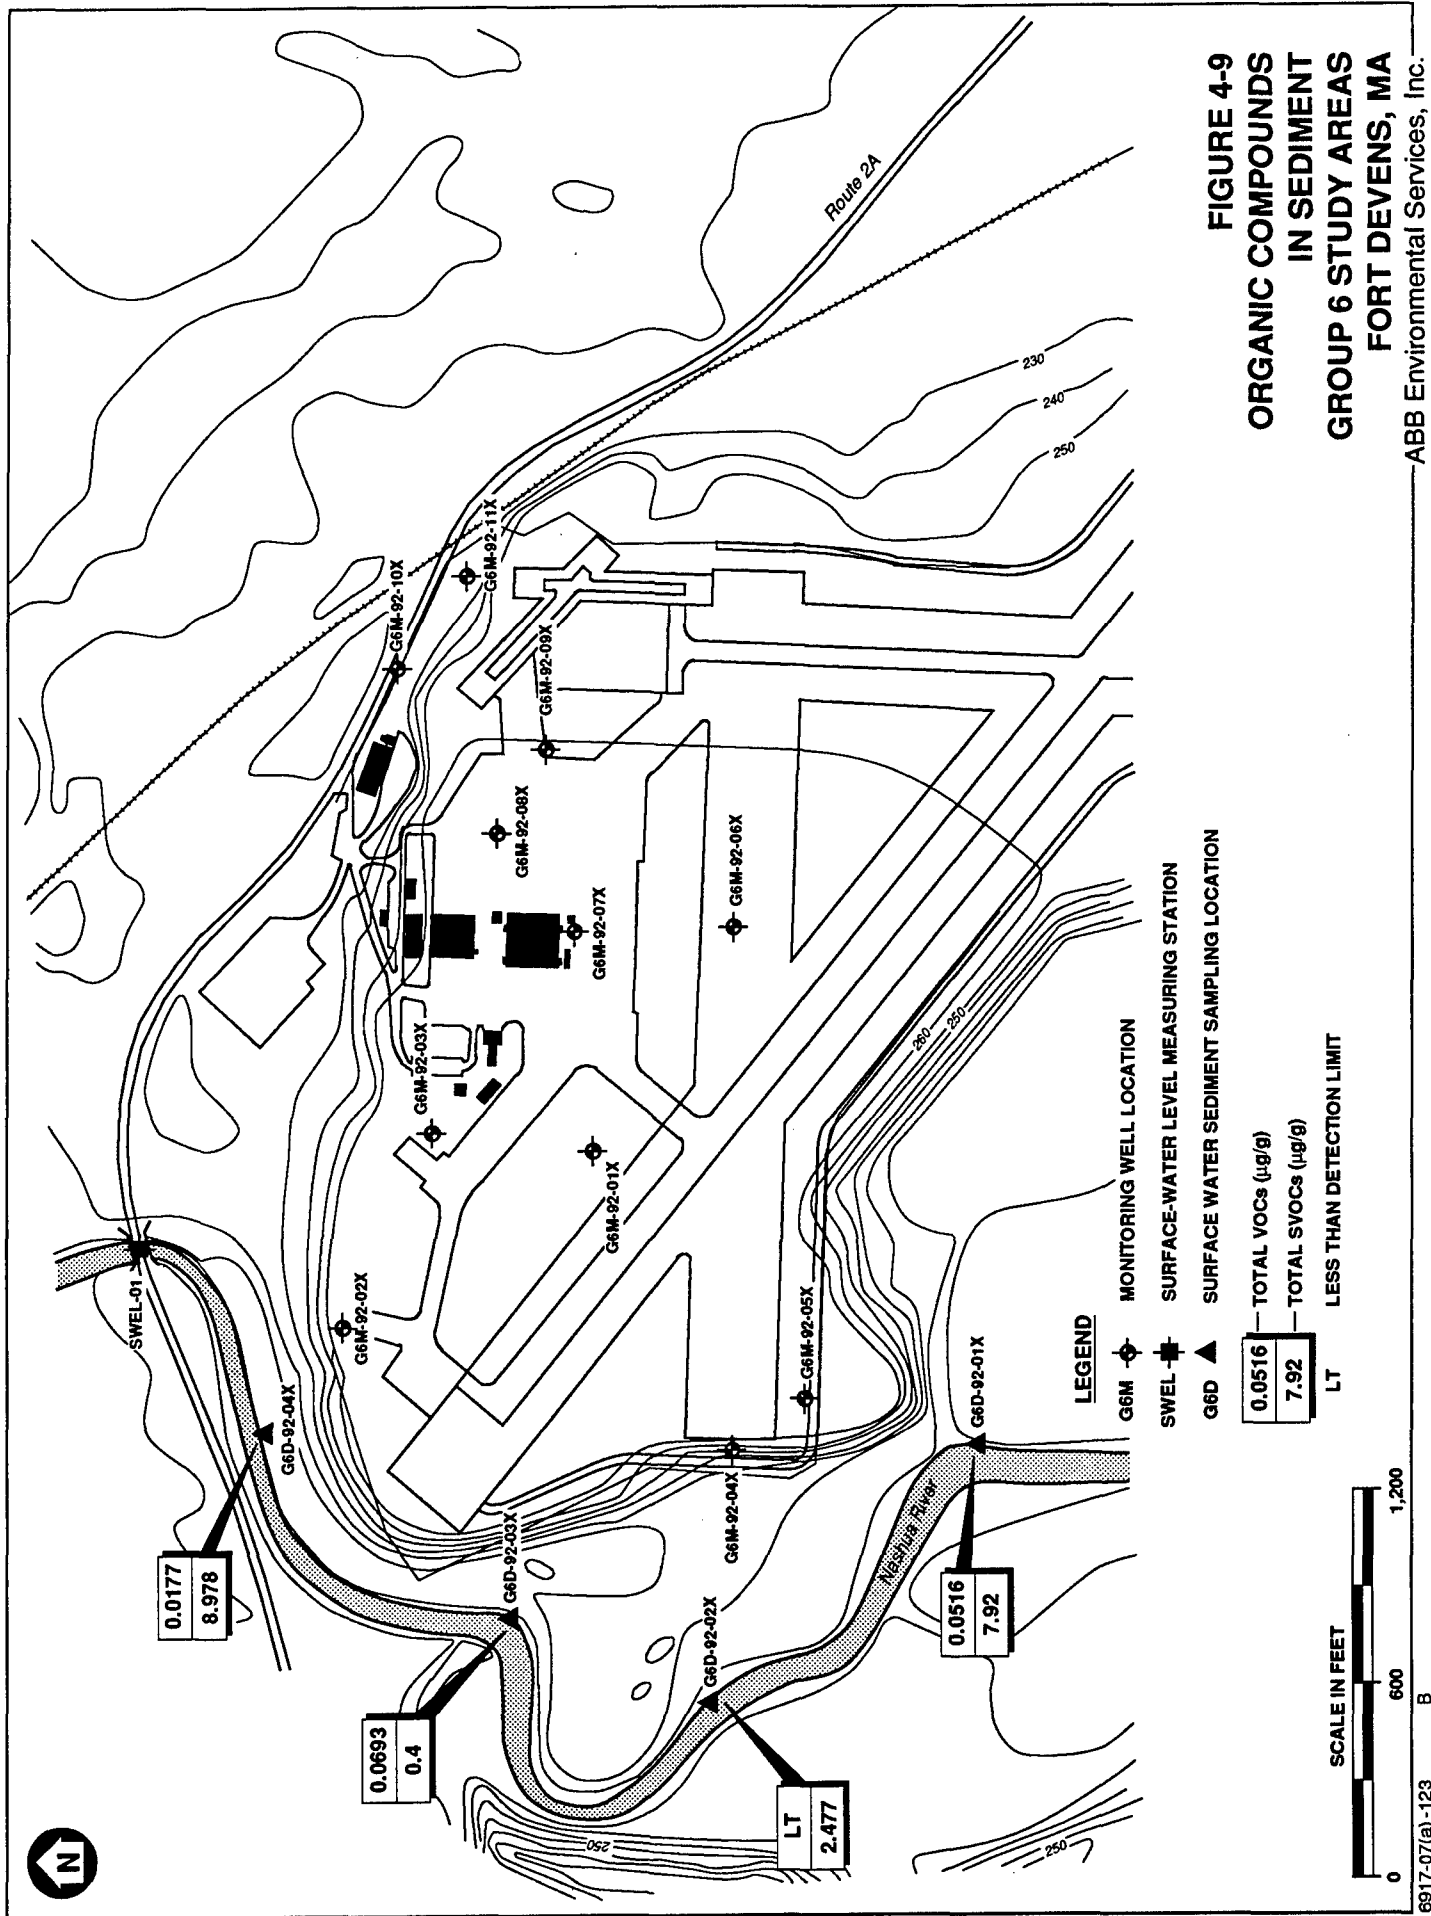 N
SWEL-01
0.0177
8.978
G6D-92-04X
G6M-92-02X
G6M-92-03X
G6M-92-10X
G6M-92-11X
G6M-92-08X
G6M-92-09X
G6M-92-07X
G6M-92-01X
0.0693
0.4
G6D-92-03X
G6D-92-02X
G6M-92-04X
G6M-92-05X
G6M-92-06X
Route 2A
LT
2.477
250
Nashua River
0.0516
7.92
G6D-92-01X
260
250
230
240
250
250
LEGEND
G6M MONITORING WELL LOCATION
SWEL SURFACE-WATER LEVEL MEASURING STATION
G6D SURFACE WATER SEDIMENT SAMPLING LOCATION
0.0516 TOTAL VOCs (µg/g)
7.92 TOTAL SVOCs (µg/g)
LT LESS THAN DETECTION LIMIT
SCALE IN FEET
0 600 1,200
FIGURE 4-9
ORGANIC COMPOUNDS
IN SEDIMENT
GROUP 6 STUDY AREAS
FORT DEVENS, MA
ABB Environmental Services, Inc.
6917-07(a)-123 B